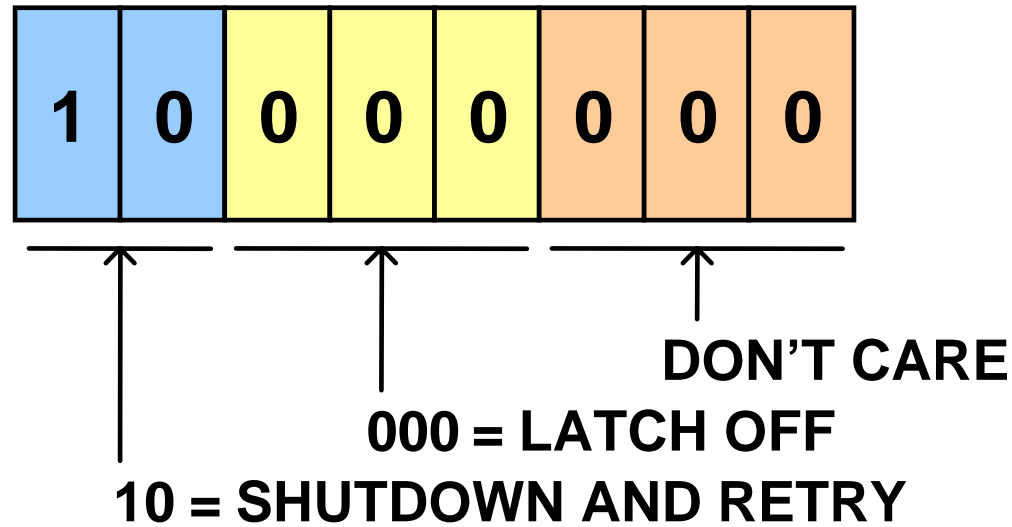 1 0 0 0 0 0 0 0
DON’T CARE
000 = LATCH OFF
10 = SHUTDOWN AND RETRY